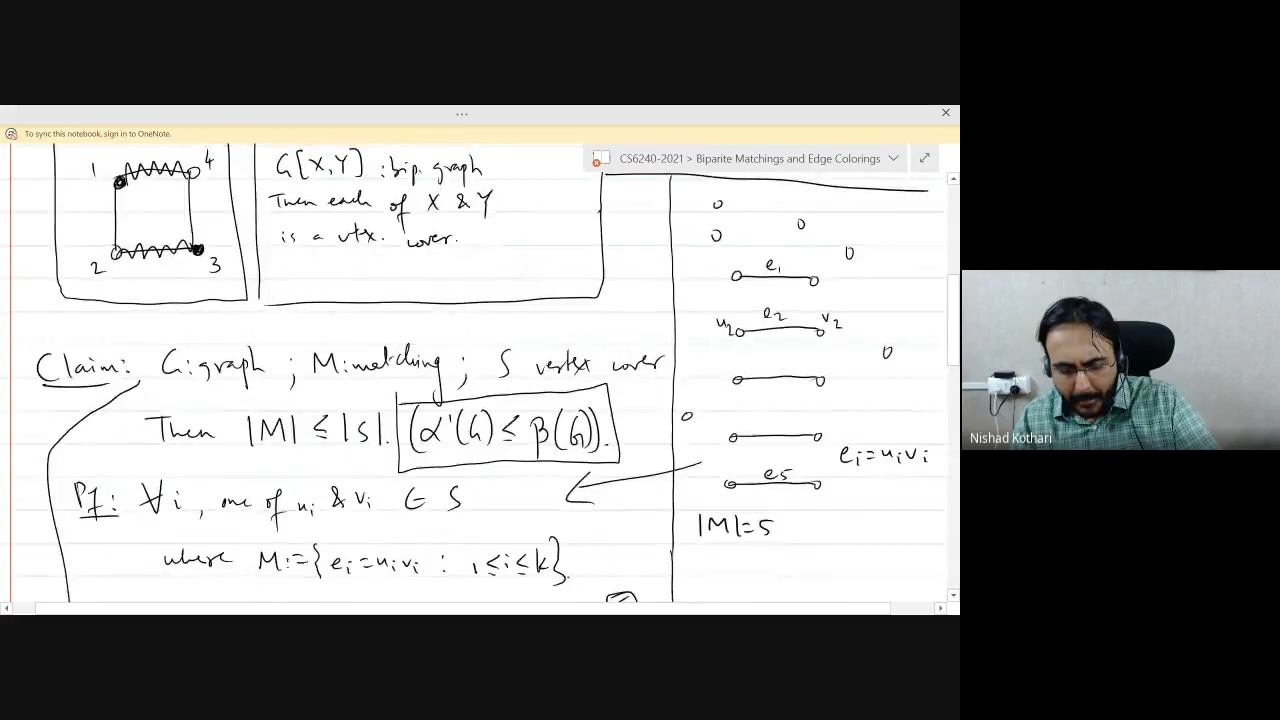 To sync this notebook, sign in to OneNote.
CS6240-2021 > Biparite Matchings and Edge Colorings
1 4
2 3
G[X,Y] : bip. graph
Then each of X & Y
is a vtx. cover.
Claim: G: graph ; M: matching ; S vertex cover
Then |M| ≤ |S|. (α'(G) ≤ β(G)).
Pf: ∀i, one of ui & vi ∈ S
where M := {ei = uivi : 1 ≤ i ≤ k}.
e1
u2 e2 v2
ei = uivi
e5
|M| = 5
Nishad Kothari